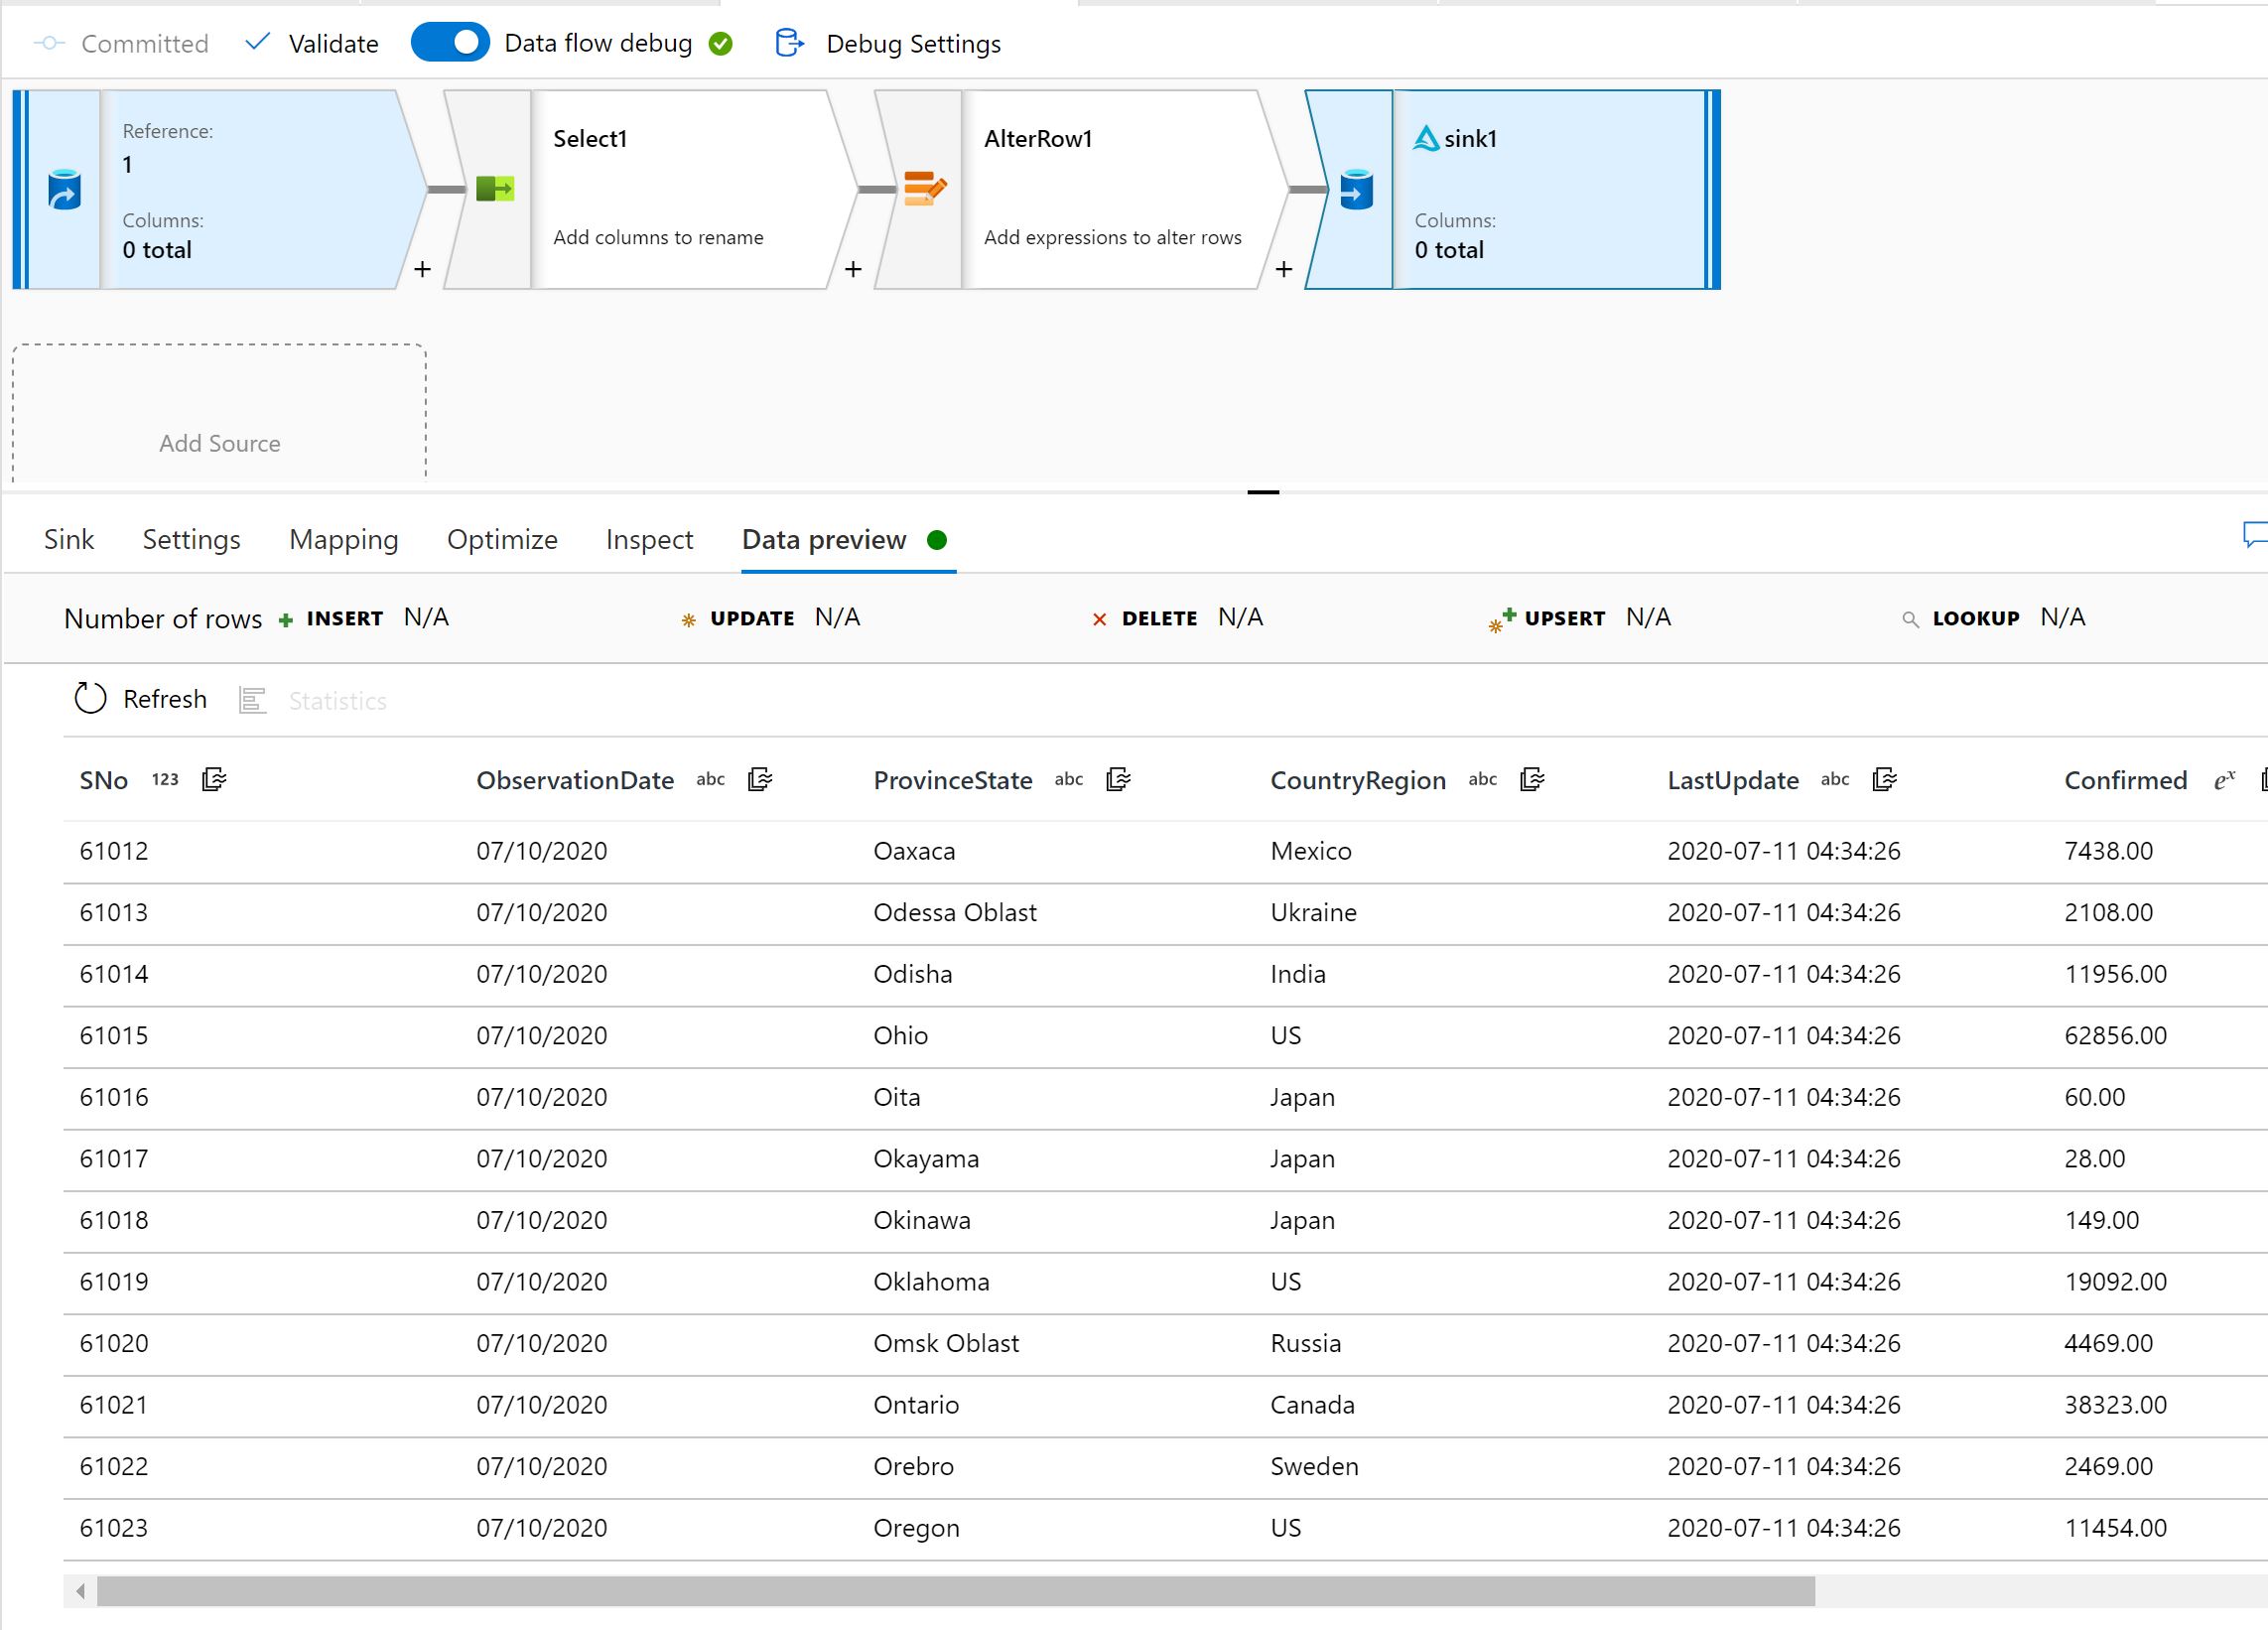 Committed Validate Data flow debug Debug Settings
Reference:
1
Columns:
0 total
+
Select1
Add columns to rename
+
AlterRow1
Add expressions to alter rows
+
sink1
Columns:
0 total
Add Source
Sink Settings Mapping Optimize Inspect Data preview
Number of rows + INSERT N/A UPDATE N/A DELETE N/A UPSERT N/A LOOKUP N/A
Refresh Statistics
SNo 123 ObservationDate abc ProvinceState abc CountryRegion abc LastUpdate abc Confirmed eˣ
61012 07/10/2020 Oaxaca Mexico 2020-07-11 04:34:26 7438.00
61013 07/10/2020 Odessa Oblast Ukraine 2020-07-11 04:34:26 2108.00
61014 07/10/2020 Odisha India 2020-07-11 04:34:26 11956.00
61015 07/10/2020 Ohio US 2020-07-11 04:34:26 62856.00
61016 07/10/2020 Oita Japan 2020-07-11 04:34:26 60.00
61017 07/10/2020 Okayama Japan 2020-07-11 04:34:26 28.00
61018 07/10/2020 Okinawa Japan 2020-07-11 04:34:26 149.00
61019 07/10/2020 Oklahoma US 2020-07-11 04:34:26 19092.00
61020 07/10/2020 Omsk Oblast Russia 2020-07-11 04:34:26 4469.00
61021 07/10/2020 Ontario Canada 2020-07-11 04:34:26 38323.00
61022 07/10/2020 Orebro Sweden 2020-07-11 04:34:26 2469.00
61023 07/10/2020 Oregon US 2020-07-11 04:34:26 11454.00